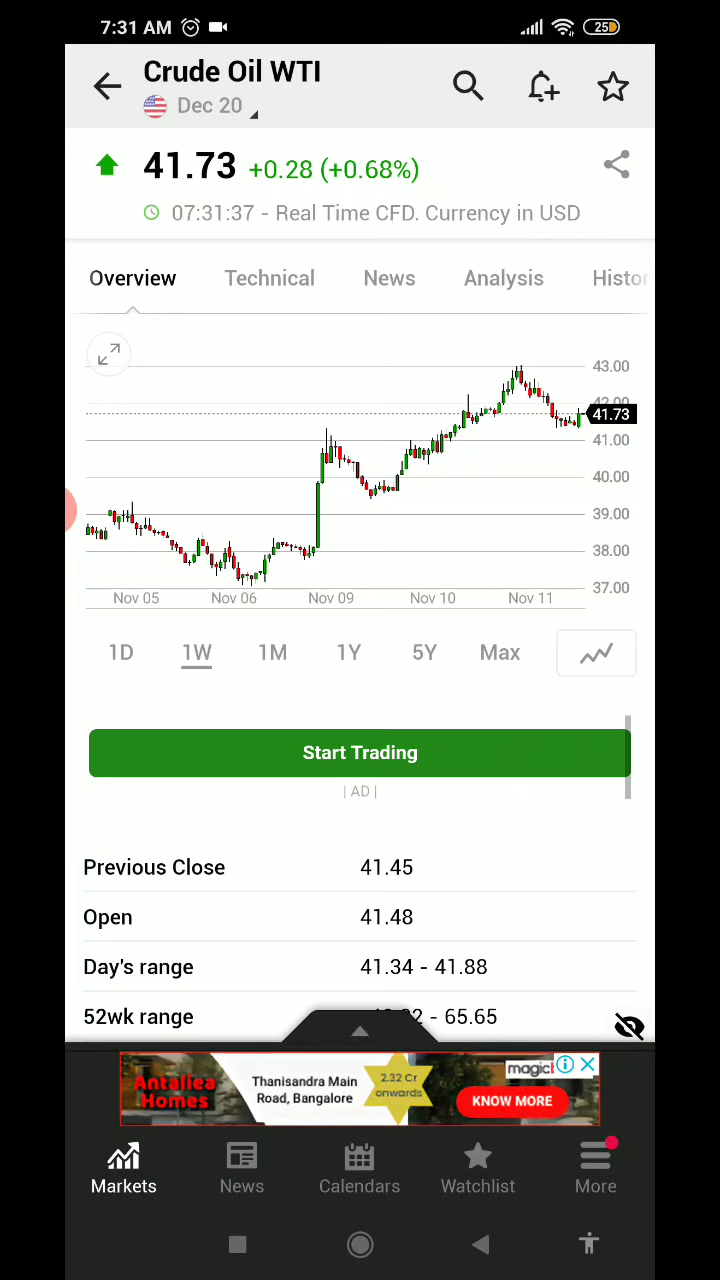 7:31 AM
25
Crude Oil WTI
Dec 20
41.73 +0.28 (+0.68%)
07:31:37 - Real Time CFD. Currency in USD
Overview Technical News Analysis Histor
43.00
42.00
41.73
41.00
40.00
39.00
38.00
37.00
Nov 05 Nov 06 Nov 09 Nov 10 Nov 11
1D 1W 1M 1Y 5Y Max
Start Trading
| AD |
Previous Close 41.45
Open 41.48
Day's range 41.34 - 41.88
52wk range - 65.65
Antaliea
Homes
Thanisandra Main
Road, Bangalore
2.32 Cr
onwards
magic
KNOW MORE
Markets News Calendars Watchlist More